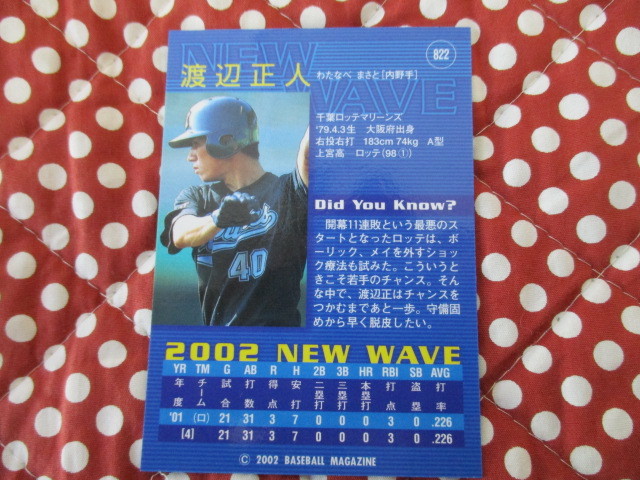 NEW WAVE
822
渡辺正人 わたなべ まさと [内野手]
千葉ロッテマリーンズ
'79.4.3生 大阪府出身
右投右打 183cm 74kg A型
上宮高－ロッテ(98①)
40
Did You Know?
開幕11連敗という最悪の
スタートとなったロッテは、ボ
ーリック、メイを外すショッ
ク療法も試みた。こういうと
きこそ若手のチャンス。そん
な中で、渡辺正はチャンスを
つかむまであと一歩。守備固
めから早く脱皮したい。
2002 NEW WAVE
YR TM G AB R H 2B 3B HR RBI SB AVG
年度 チーム 試合 打数 得点 安打 二塁打 三塁打 本塁打 打点 盗塁 打率
'01 (ロ) 21 31 3 7 0 0 0 3 0 .226
[4] 21 31 3 7 0 0 0 3 0 .226
© 2002 BASEBALL MAGAZINE